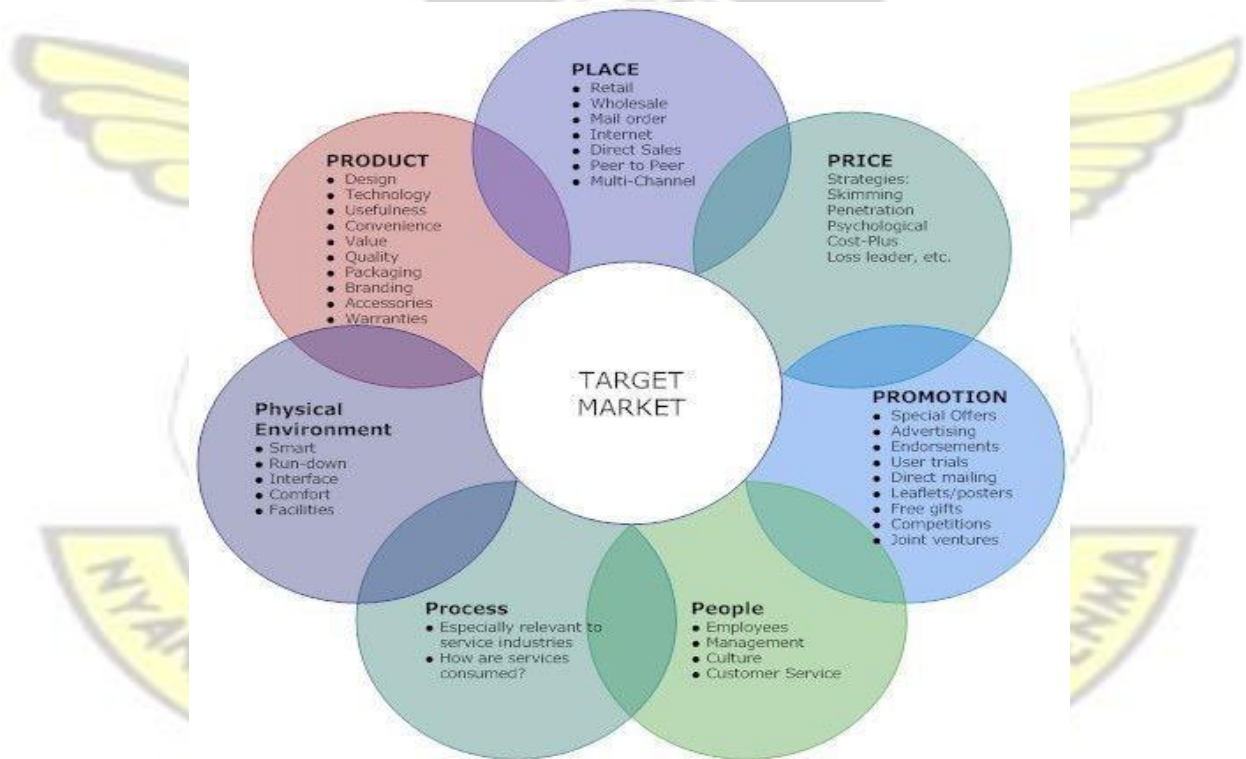 PLACE
• Retail
• Wholesale
• Mail order
• Internet
• Direct Sales
• Peer to Peer
• Multi-Channel
PRODUCT
• Design
• Technology
• Usefulness
• Convenience
• Value
• Quality
• Packaging
• Branding
• Accessories
• Warranties
PRICE
Strategies:
Skimming
Penetration
Psychological
Cost-Plus
Loss leader, etc.
TARGET
MARKET
Physical
Environment
• Smart
• Run-down
• Interface
• Comfort
• Facilities
PROMOTION
• Special Offers
• Advertising
• Endorsements
• User trials
• Direct mailing
• Leaflets/posters
• Free gifts
• Competitions
• Joint ventures
Process
• Especially relevant to
service industries
• How are services
consumed?
People
• Employees
• Management
• Culture
• Customer Service